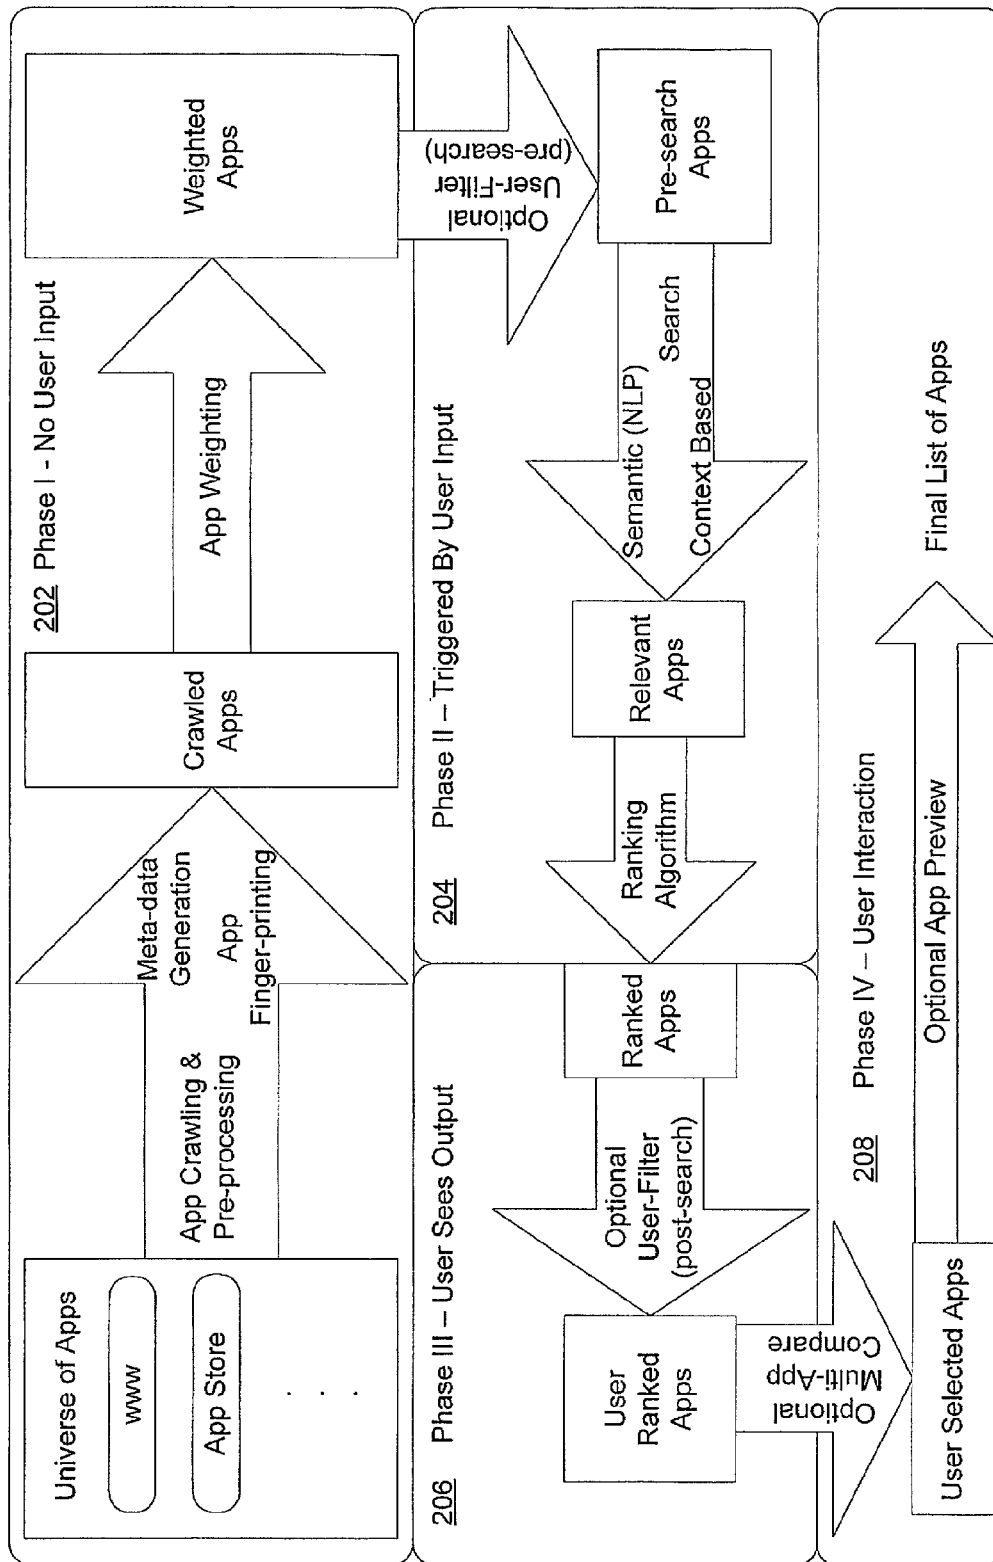 202 Phase I - No User Input
Universe of Apps
www
App Store
. . .
App Crawling &
Pre-processing
Meta-data
Generation
App
Finger-printing
Crawled
Apps
App Weighting
Weighted
Apps
Optional
User-Filter
(pre-search)
204 Phase II – Triggered By User Input
Pre-search
Apps
Semantic (NLP)
Search
Context Based
Relevant
Apps
Ranking
Algorithm
206 Phase III – User Sees Output
Ranked
Apps
Optional
User-Filter
(post-search)
User
Ranked
Apps
Optional
Multi-App
Compare
208 Phase IV – User Interaction
User Selected Apps
Optional App Preview
Final List of Apps